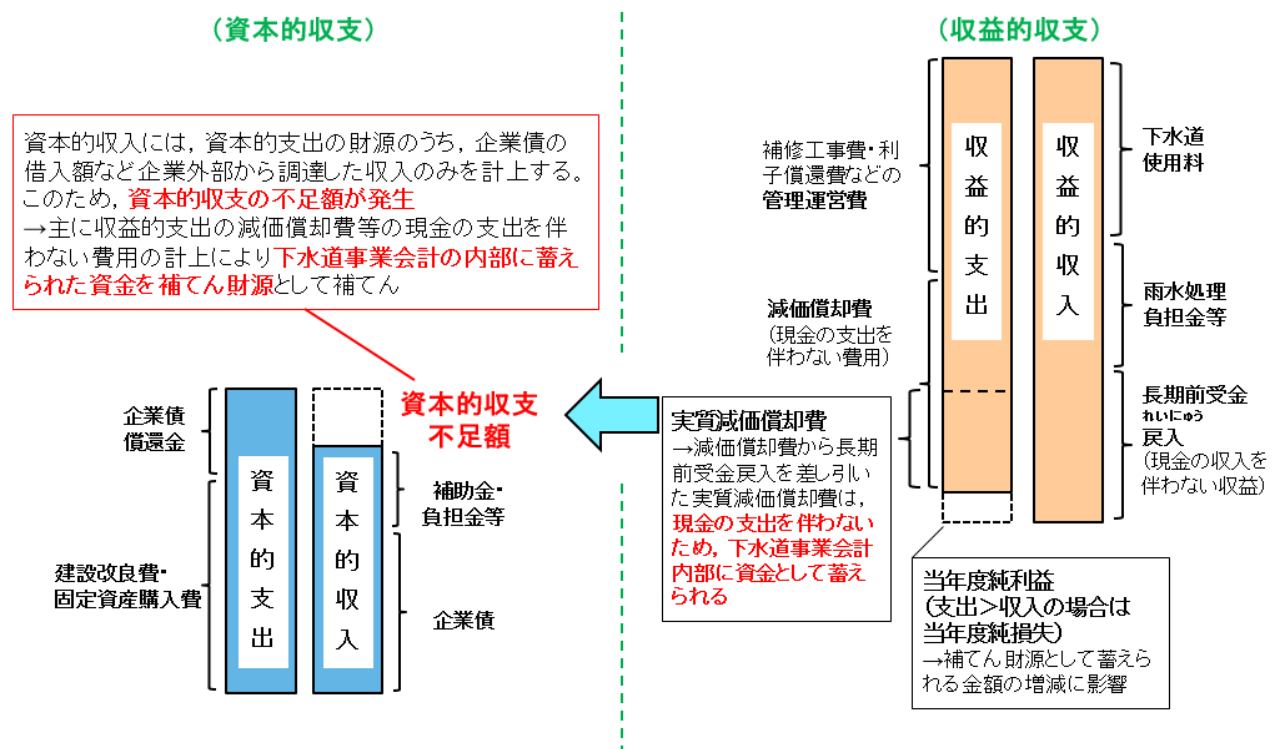 （資本的収支）
資本的収入には，資本的支出の財源のうち，企業債の
借入額など企業外部から調達した収入のみを計上する。
このため，資本的収支の不足額が発生
→主に収益的支出の減価償却費等の現金の支出を伴
わない費用の計上により下水道事業会計の内部に蓄え
られた資金を補てん財源として補てん
資本的収支
不足額
企業債
償還金
建設改良費・
固定資産購入費
資本的支出
資本的収入
補助金・
負担金等
企業債
（収益的収支）
補修工事費・利
子償還費などの
管理運営費
減価償却費
（現金の支出を
伴わない費用）
収益的支出
収益的収入
下水道
使用料
雨水処理
負担金等
長期前受金
れいにゅう
戻入
（現金の収入を
伴わない収益）
実質減価償却費
→減価償却費から長期
前受金戻入を差し引い
た実質減価償却費は，
現金の支出を伴わない
ため，下水道事業会計
内部に資金として蓄え
られる
当年度純利益
（支出＞収入の場合は
当年度純損失）
→補てん財源として蓄えら
れる金額の増減に影響